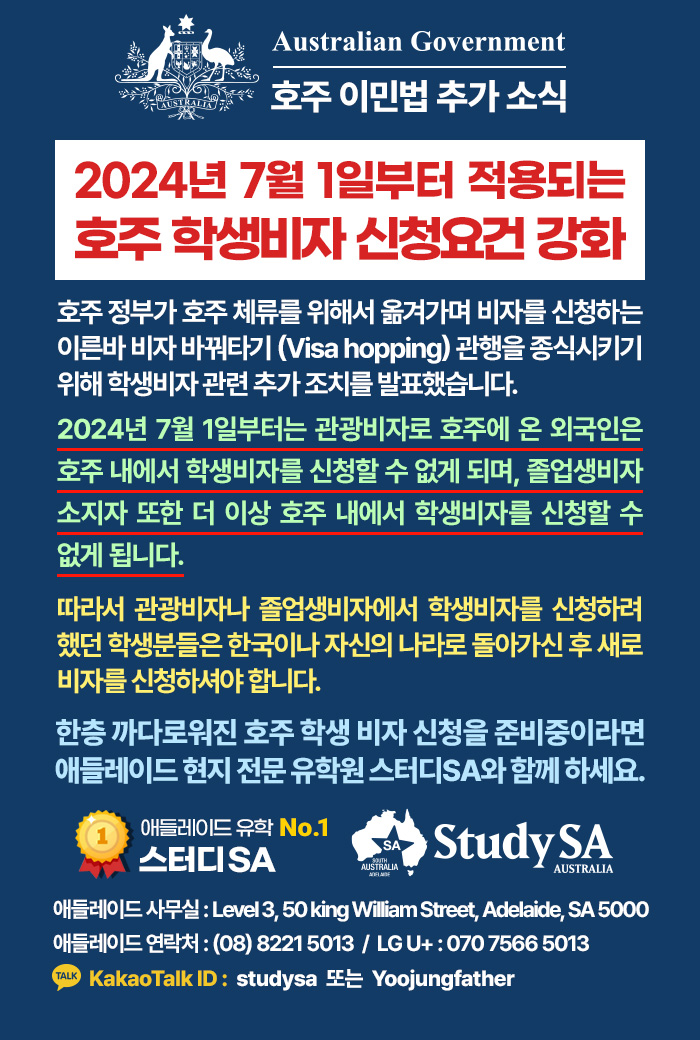 Australian Government
AUSTRALIA
호주 이민법 추가 소식
2024년 7월 1일부터 적용되는
호주 학생비자 신청요건 강화
호주 정부가 호주 체류를 위해서 옮겨가며 비자를 신청하는
이른바 비자 바꿔타기 (Visa hopping) 관행을 종식시키기
위해 학생비자 관련 추가 조치를 발표했습니다.
2024년 7월 1일부터는 관광비자로 호주에 온 외국인은
호주 내에서 학생비자를 신청할 수 없게 되며, 졸업생비자
소지자 또한 더 이상 호주 내에서 학생비자를 신청할 수
없게 됩니다.
따라서 관광비자나 졸업생비자에서 학생비자를 신청하려
했던 학생분들은 한국이나 자신의 나라로 돌아가신 후 새로
비자를 신청하셔야 합니다.
한층 까다로워진 호주 학생 비자 신청을 준비중이라면
애들레이드 현지 전문 유학원 스터디SA와 함께 하세요.
1
애들레이드 유학 No.1
스터디 SA
SA
SOUTH
AUSTRALIA
ADELAIDE
Study SA
AUSTRALIA
애들레이드 사무실 : Level 3, 50 king William Street, Adelaide, SA 5000
애들레이드 연락처 : (08) 8221 5013 / LG U+ : 070 7566 5013
TALK KakaoTalk ID : studysa 또는 Yoojungfather